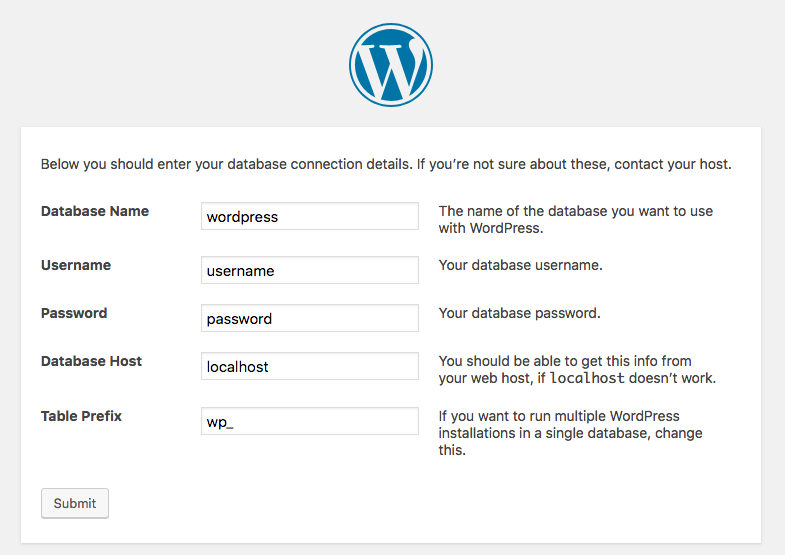 Below you should enter your database connection details. If you’re not sure about these, contact your host.
Database Name
wordpress
The name of the database you want to use
with WordPress.
Username
username
Your database username.
Password
password
Your database password.
Database Host
localhost
You should be able to get this info from
your web host, if localhost doesn’t work.
Table Prefix
wp_
If you want to run multiple WordPress
installations in a single database, change
this.
Submit